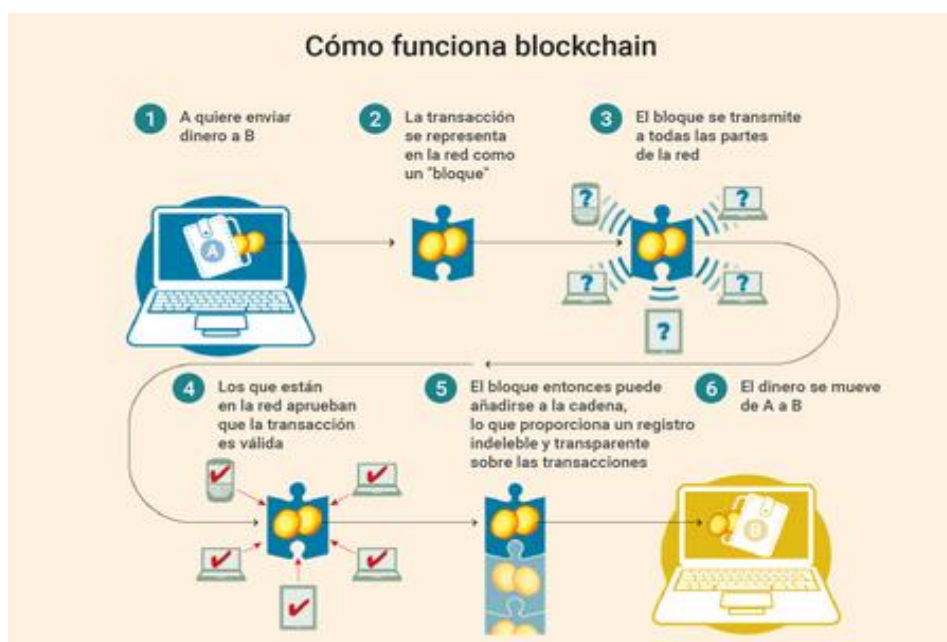 Cómo funciona blockchain
1
A quiere enviar
dinero a B
2
La transacción
se representa
en la red como
un "bloque"
3
El bloque se transmite
a todas las partes
de la red
A
?
?
?
?
?
4
Los que están
en la red aprueban
que la transacción
es válida
5
El bloque entonces puede
añadirse a la cadena,
lo que proporciona un registro
indeleble y transparente
sobre las transacciones
6
El dinero se mueve
de A a B
B